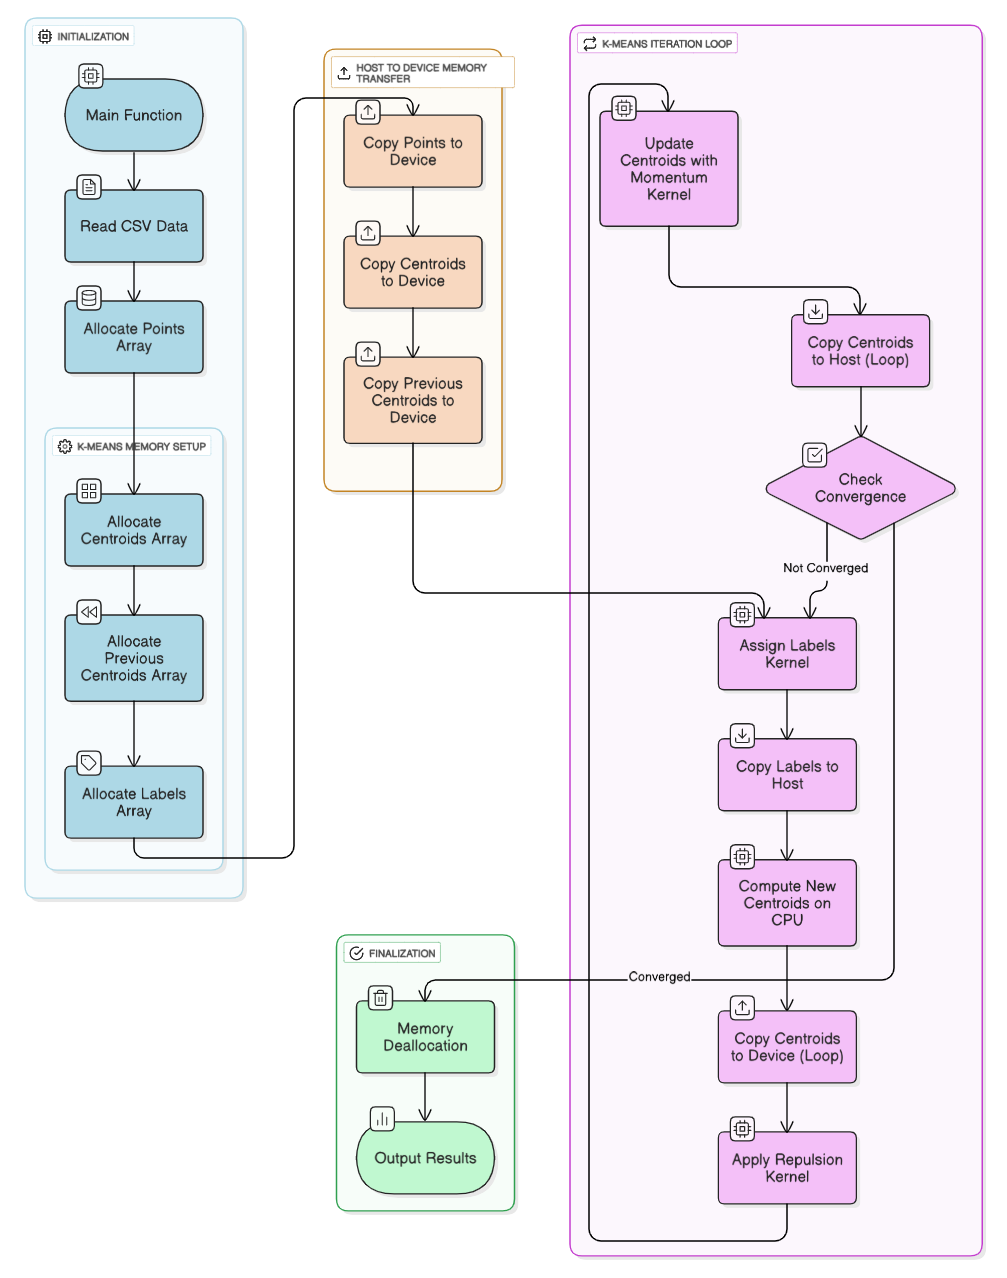 INITIALIZATION
Main Function
Read CSV Data
Allocate Points
Array
K-MEANS MEMORY SETUP
Allocate
Centroids Array
Allocate
Previous
Centroids Array
Allocate Labels
Array
HOST TO DEVICE MEMORY
TRANSFER
Copy Points to
Device
Copy Centroids
to Device
Copy Previous
Centroids to
Device
K-MEANS ITERATION LOOP
Update
Centroids with
Momentum
Kernel
Copy Centroids
to Host (Loop)
Check
Convergence
Not Converged
Assign Labels
Kernel
Copy Labels to
Host
Compute New
Centroids on
CPU
Converged
Copy Centroids
to Device (Loop)
Apply Repulsion
Kernel
FINALIZATION
Memory
Deallocation
Output Results